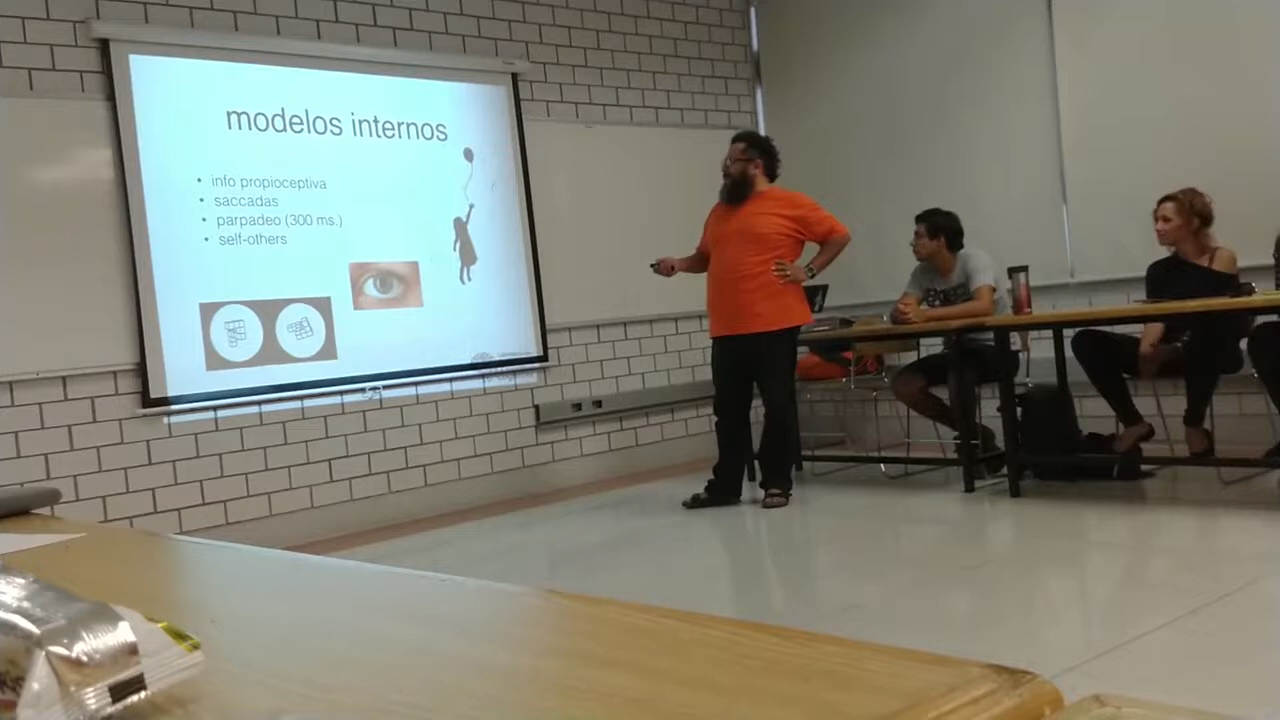 modelos internos
• info propioceptiva
• saccadas
• parpadeo (300 ms.)
• self-others